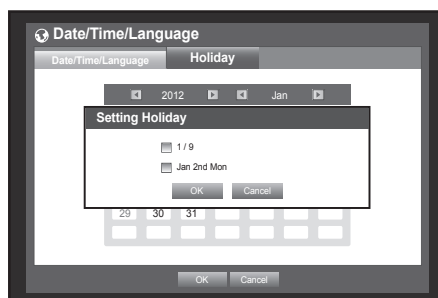 Date/Time/Language
Date/Time/Language Holiday
2012 Jan
Setting Holiday
1 / 9
Jan 2nd Mon
OK Cancel
29 30 31
OK Cancel